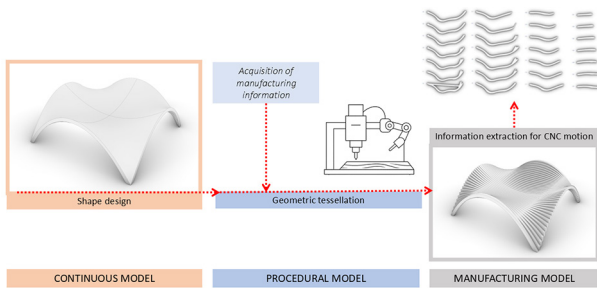 Acquisition of
manufacturing
information
Information extraction for CNC motion
Shape design
Geometric tessellation
CONTINUOUS MODEL
PROCEDURAL MODEL
MANUFACTURING MODEL